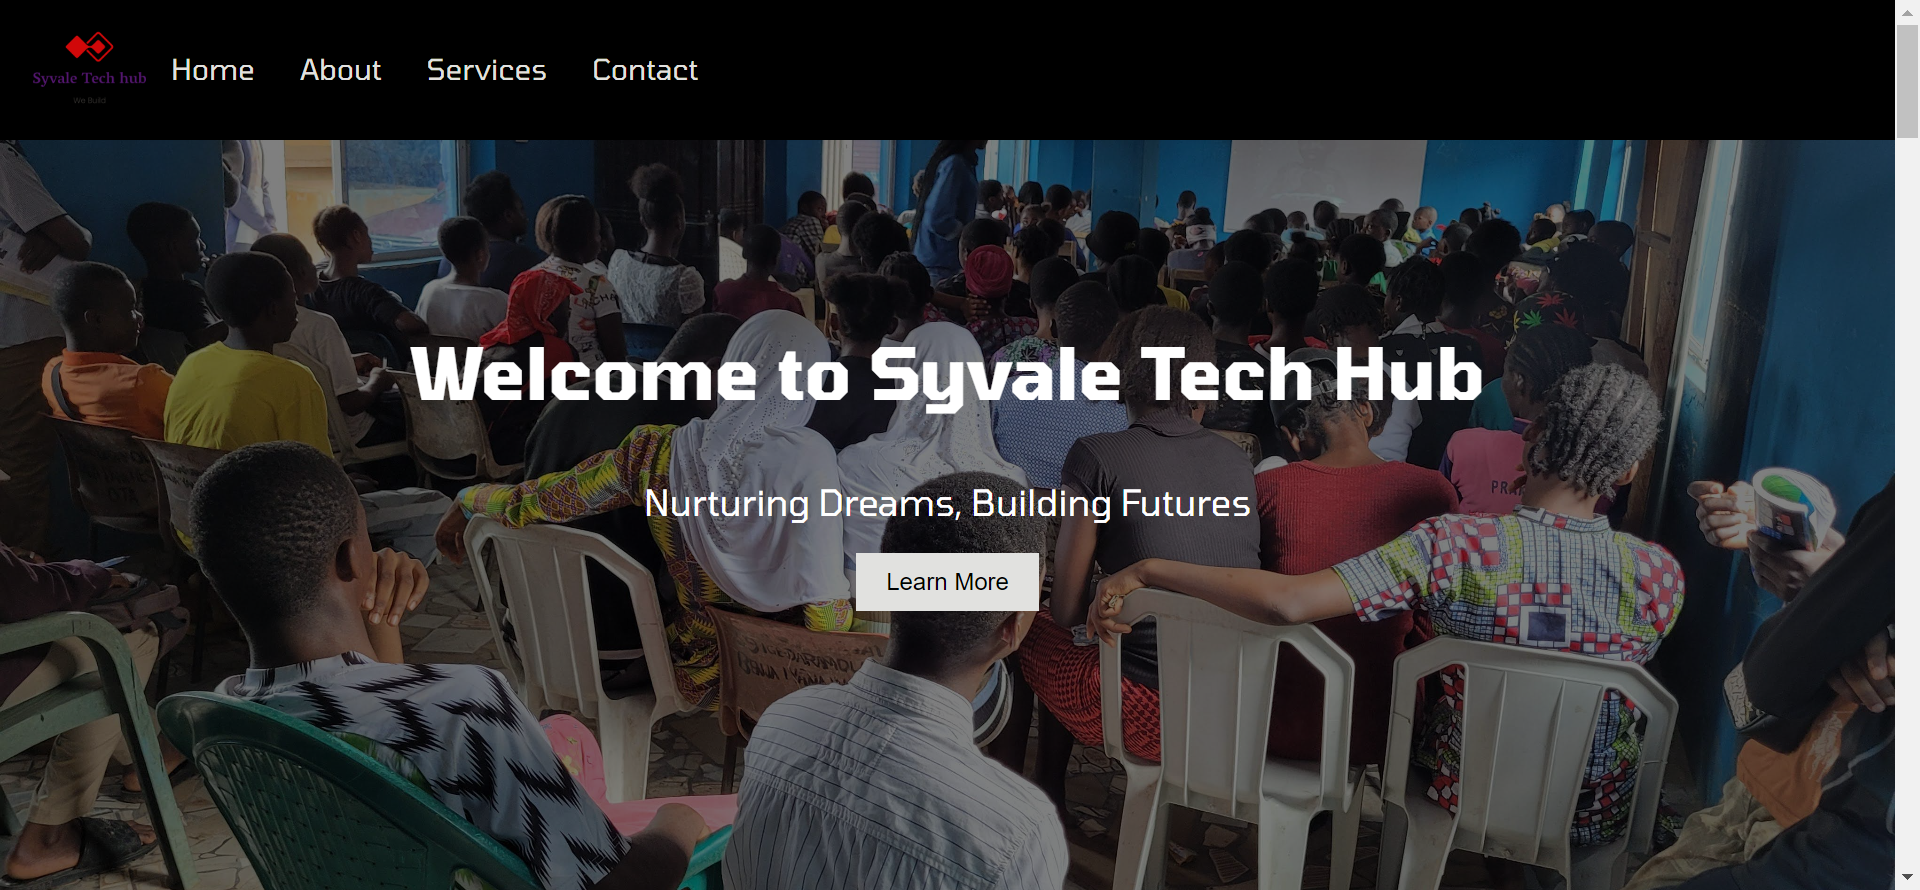 Syvale Tech hub
We Build
Home About Services Contact
Welcome to Syvale Tech Hub
Nurturing Dreams, Building Futures
Learn More